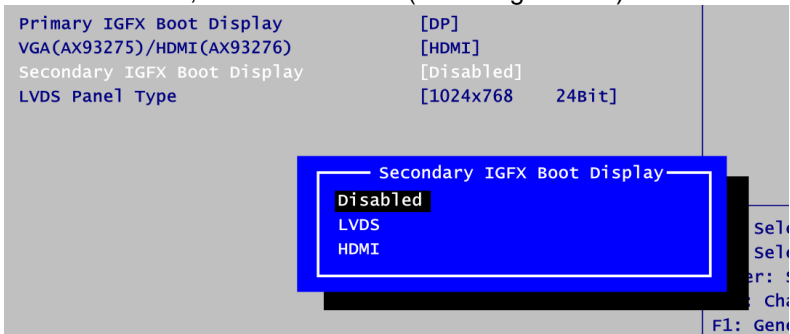 Primary IGFX Boot Display [DP]
VGA(AX93275)/HDMI(AX93276) [HDMI]
Secondary IGFX Boot Display [Disabled]
LVDS Panel Type [1024x768 24Bit]
Secondary IGFX Boot Display
Disabled
LVDS
HDMI
F1: